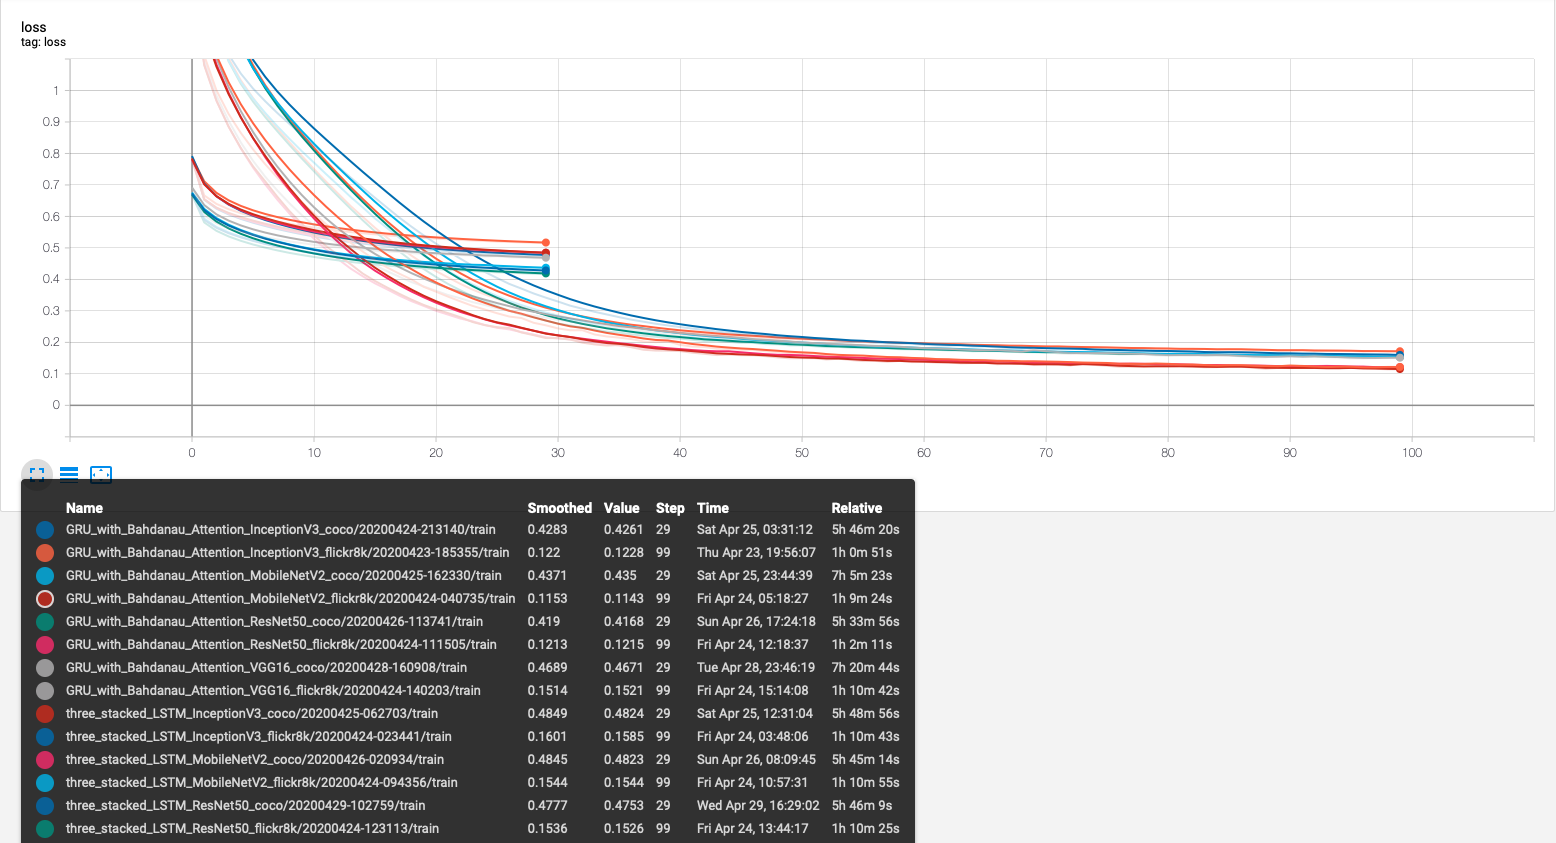 loss
tag: loss
1
0.9
0.8
0.7
0.6
0.5
0.4
0.3
0.2
0.1
0
0 10 20 30 40 50 60 70 80 90 100
Name Smoothed Value Step Time Relative
GRU_with_Bahdanau_Attention_InceptionV3_coco/20200424-213140/train 0.4283 0.4261 29 Sat Apr 25, 03:31:12 5h 46m 20s
GRU_with_Bahdanau_Attention_InceptionV3_flickr8k/20200423-185355/train 0.122 0.1228 99 Thu Apr 23, 19:56:07 1h 0m 51s
GRU_with_Bahdanau_Attention_MobileNetV2_coco/20200425-162330/train 0.4371 0.435 29 Sat Apr 25, 23:44:39 7h 5m 23s
GRU_with_Bahdanau_Attention_MobileNetV2_flickr8k/20200424-040735/train 0.1153 0.1143 99 Fri Apr 24, 05:18:27 1h 9m 24s
GRU_with_Bahdanau_Attention_ResNet50_coco/20200426-113741/train 0.419 0.4168 29 Sun Apr 26, 17:24:18 5h 33m 56s
GRU_with_Bahdanau_Attention_ResNet50_flickr8k/20200424-111505/train 0.1213 0.1215 99 Fri Apr 24, 12:18:37 1h 2m 11s
GRU_with_Bahdanau_Attention_VGG16_coco/20200428-160908/train 0.4689 0.4671 29 Tue Apr 28, 23:46:19 7h 20m 44s
GRU_with_Bahdanau_Attention_VGG16_flickr8k/20200424-140203/train 0.1514 0.1521 99 Fri Apr 24, 15:14:08 1h 10m 42s
three_stacked_LSTM_InceptionV3_coco/20200425-062703/train 0.4849 0.4824 29 Sat Apr 25, 12:31:04 5h 48m 56s
three_stacked_LSTM_InceptionV3_flickr8k/20200424-023441/train 0.1601 0.1585 99 Fri Apr 24, 03:48:06 1h 10m 43s
three_stacked_LSTM_MobileNetV2_coco/20200426-020934/train 0.4845 0.4823 29 Sun Apr 26, 08:09:45 5h 45m 14s
three_stacked_LSTM_MobileNetV2_flickr8k/20200424-094356/train 0.1544 0.1544 99 Fri Apr 24, 10:57:31 1h 10m 55s
three_stacked_LSTM_ResNet50_coco/20200429-102759/train 0.4777 0.4753 29 Wed Apr 29, 16:29:02 5h 46m 9s
three_stacked_LSTM_ResNet50_flickr8k/20200424-123113/train 0.1536 0.1526 99 Fri Apr 24, 13:44:17 1h 10m 25s